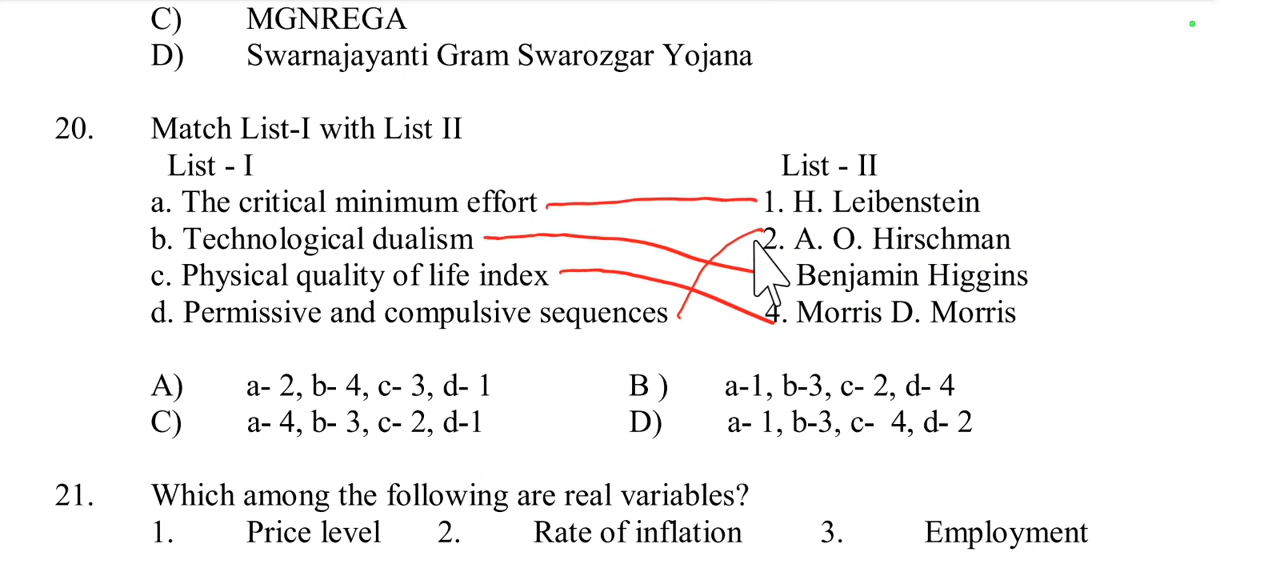 C) MGNREGA
D) Swarnajayanti Gram Swarozgar Yojana
20. Match List-I with List II
List - I List - II
a. The critical minimum effort 1. H. Leibenstein
b. Technological dualism 2. A. O. Hirschman
c. Physical quality of life index Benjamin Higgins
d. Permissive and compulsive sequences 4. Morris D. Morris
A) a- 2, b- 4, c- 3, d- 1 B ) a-1, b-3, c- 2, d- 4
C) a- 4, b- 3, c- 2, d-1 D) a- 1, b-3, c- 4, d- 2
21. Which among the following are real variables?
1. Price level 2. Rate of inflation 3. Employment